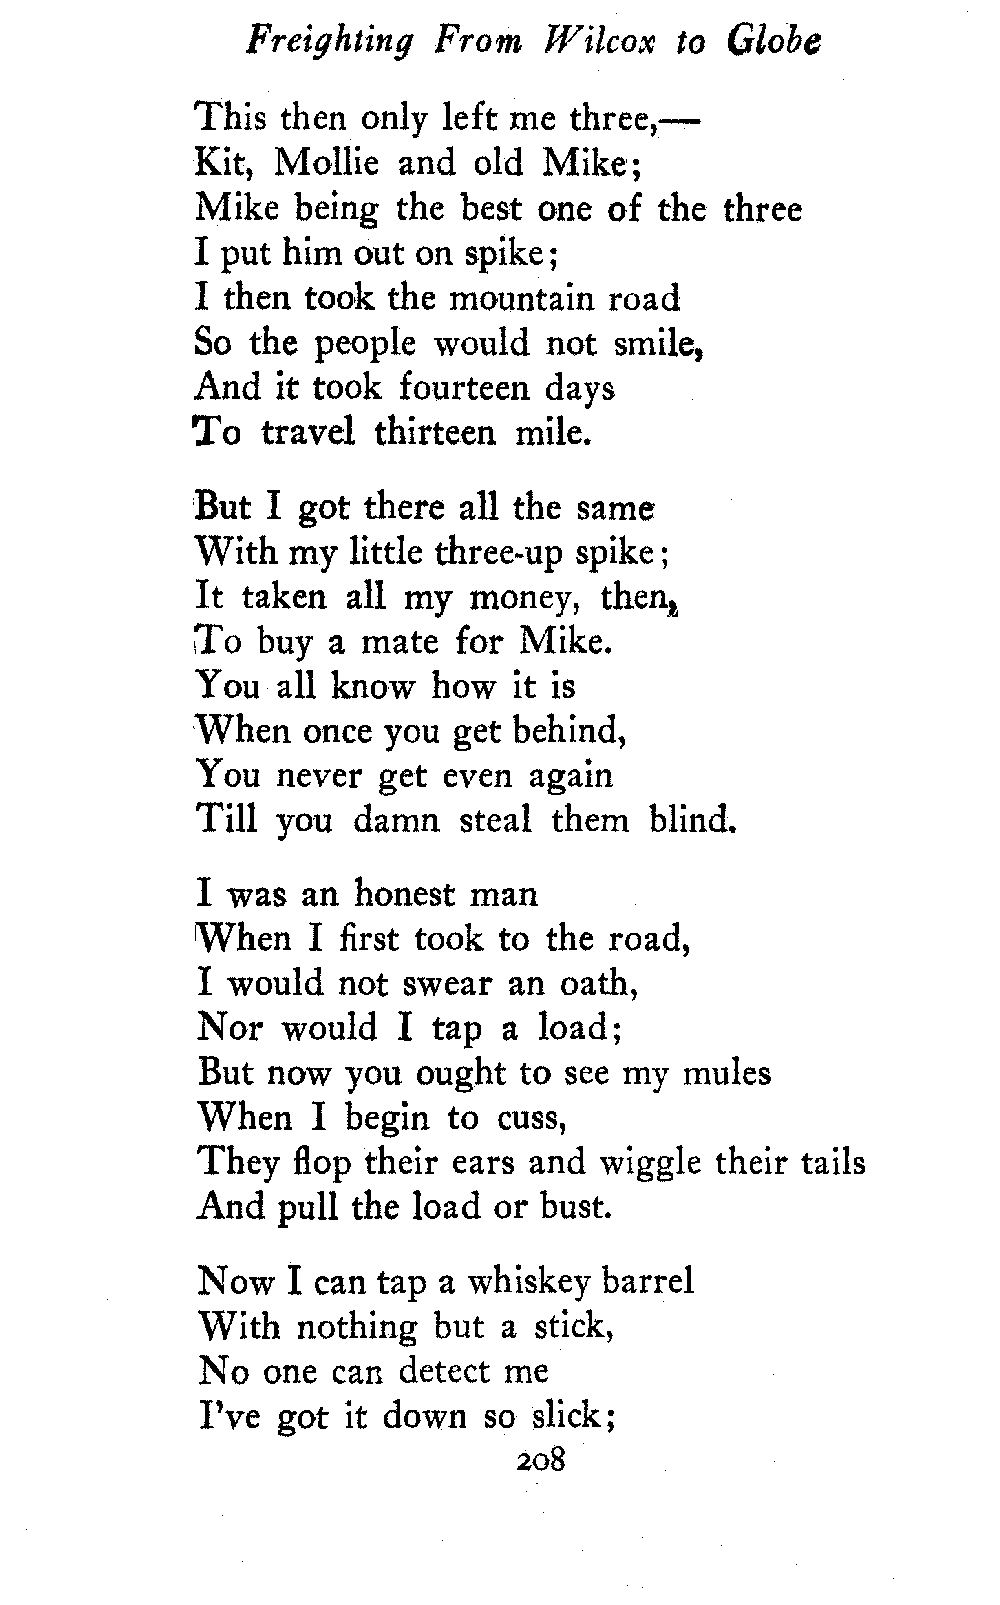 Freighting From Wilcox to Globe
This then only left me three,—
Kit, Mollie and old Mike;
Mike being the best one of the three
I put him out on spike;
I then took the mountain road
So the people would not smile,
And it took fourteen days
To travel thirteen mile.
But I got there all the same
With my little three-up spike;
It taken all my money, then,
To buy a mate for Mike.
You all know how it is
When once you get behind,
You never get even again
Till you damn steal them blind.
I was an honest man
When I first took to the road,
I would not swear an oath,
Nor would I tap a load;
But now you ought to see my mules
When I begin to cuss,
They flop their ears and wiggle their tails
And pull the load or bust.
Now I can tap a whiskey barrel
With nothing but a stick,
No one can detect me
I've got it down so slick;
208